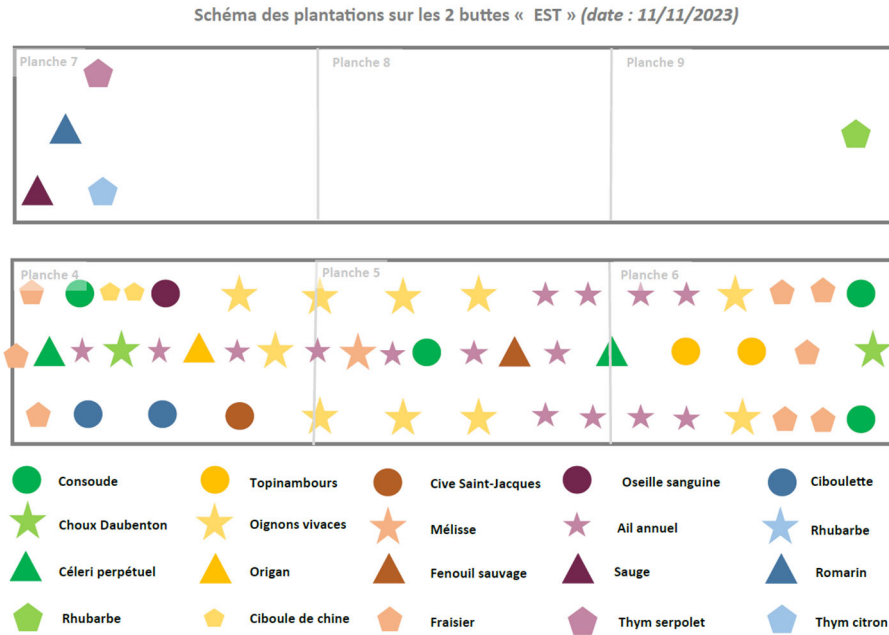 Schéma des plantations sur les 2 buttes « EST » (date : 11/11/2023)
Planche 7 Planche 8 Planche 9
Planche 4 Planche 5 Planche 6
Consoude Topinambours Cive Saint-Jacques Oseille sanguine Ciboulette
Choux Daubenton Oignons vivaces Mélisse Ail annuel Rhubarbe
Céleri perpétuel Origan Fenouil sauvage Sauge Romarin
Rhubarbe Ciboule de chine Fraisier Thym serpolet Thym citron